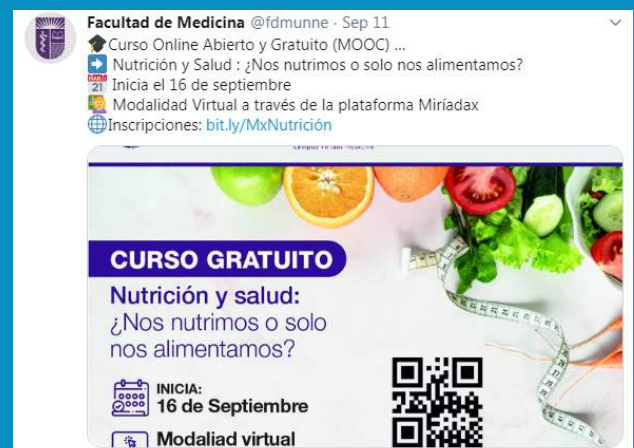 Facultad de Medicina @fdmunne · Sep 11
🎓Curso Online Abierto y Gratuito (MOOC) ...
➡️ Nutrición y Salud : ¿Nos nutrimos o solo nos alimentamos?
📆 Inicia el 16 de septiembre
👩‍🏫 Modalidad Virtual a través de la plataforma Miríadax
🌐Inscripciones: bit.ly/MxNutrición
CURSO GRATUITO
Nutrición y salud:
¿Nos nutrimos o solo
nos alimentamos?
INICIA:
16 de Septiembre
Modaliad virtual